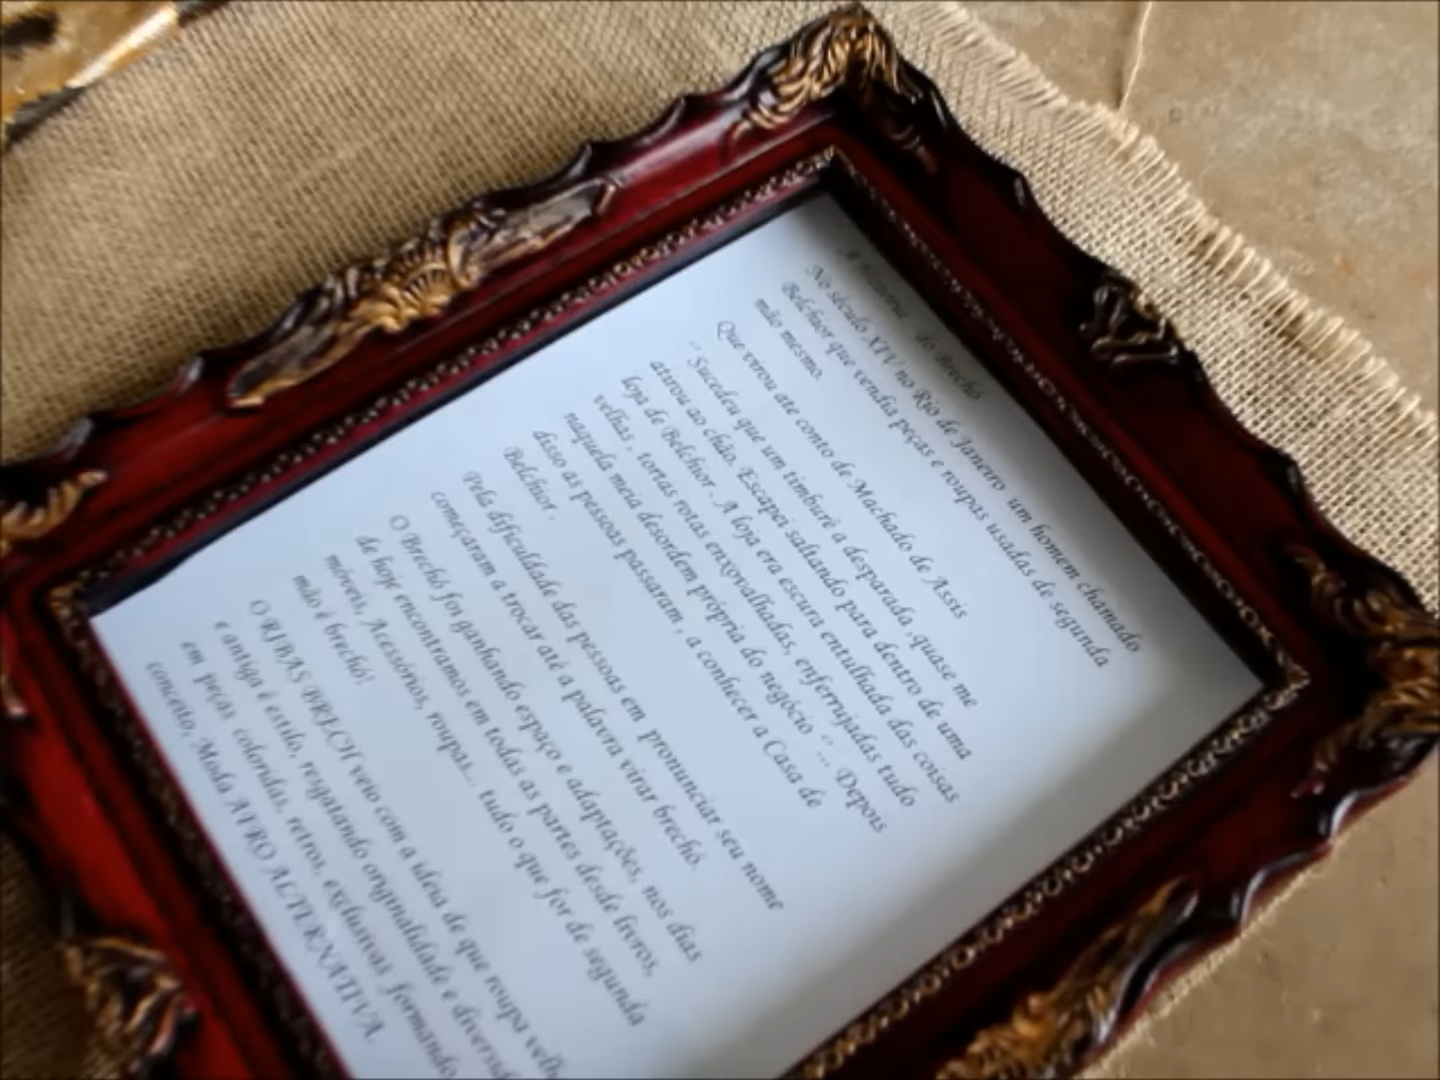 A história do Brechó
No século XIV no Rio de Janeiro um homem chamado
Belchior que vendia peças e roupas usadas de segunda
mão mesmo.
Que virou ate conto de Machado de Assis
" Sucedeu que um timburé a desparada ,quase me
atirou ao chão. Escapei saltando para dentro de uma
loja de Belchior . A loja era escura entulhada das coisas
velhas , tortas rotas enxovalhadas, enferrujadas tudo
naquela meia desordem própria do negócio "... Depois
disso as pessoas passaram , a conhecer a Casa de
Belchior .
Pela dificuldade das pessoas em pronunciar seu nome
começaram a trocar até a palavra virar brechó.
O Brechó foi ganhando espaço e adaptações, nos dias
de hoje encontramos em todas as partes desde livros,
móveis, Acessórios, roupas... tudo o que for de segunda
mão é brechó!
O veio com a ideia de que roupa
e antiga é estilo, resgatando originalidade e
em peças coloridas, retros, exclusivas, formando
conceito, Moda AFRO ALTERNATIVA.